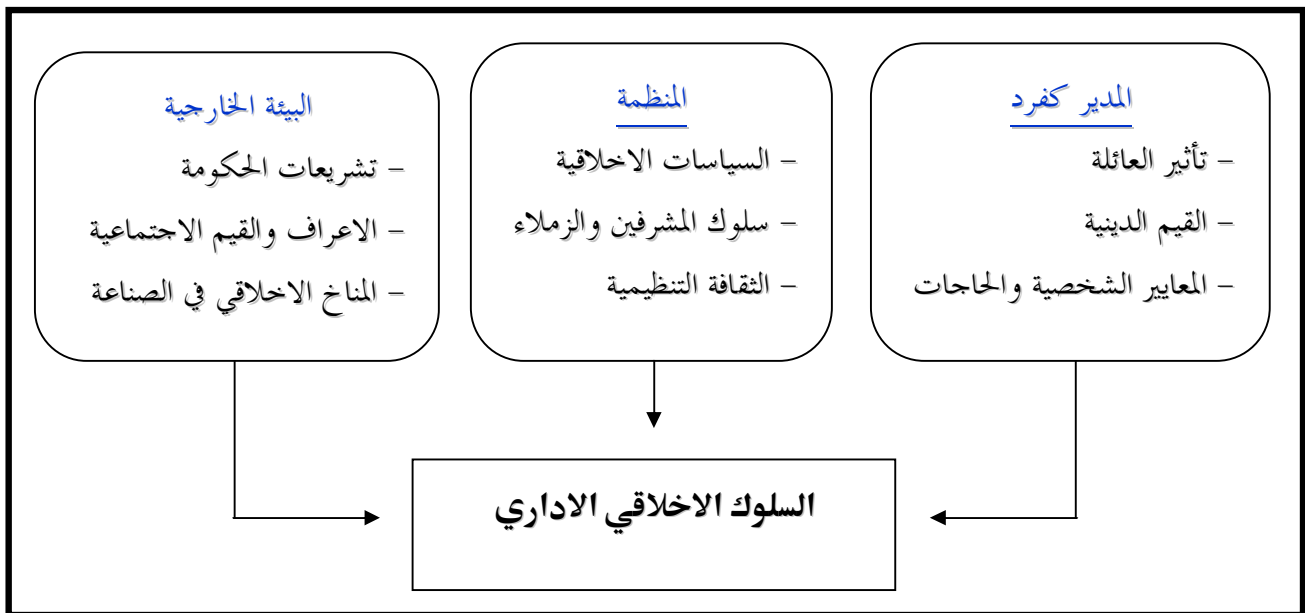 المدير كفرد
– تأثير العائلة
– القيم الدينية
– المعايير الشخصية والحاجات
المنظمة
– السياسات الاخلاقية
– سلوك المشرفين والزملاء
– الثقافة التنظيمية
البيئة الخارجية
– تشريعات الحكومة
– الاعراف والقيم الاجتماعية
– المناخ الاخلاقي في الصناعة
السلوك الاخلاقي الاداري